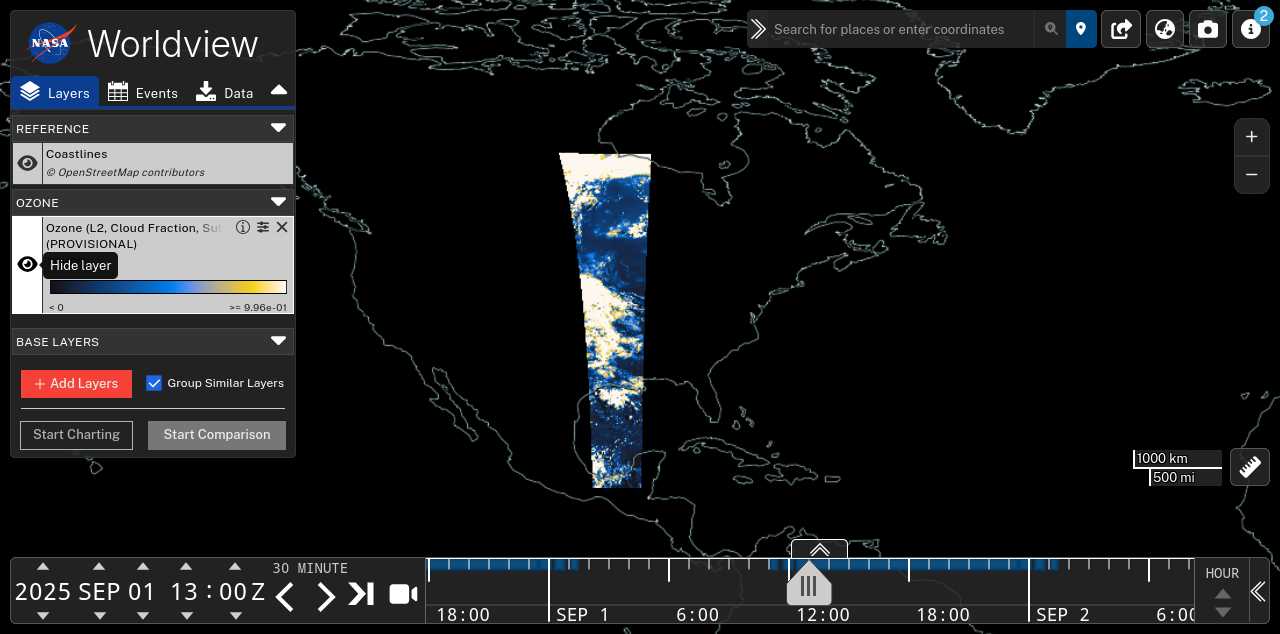 NASA
Worldview
Search for places or enter coordinates
2
Layers
Events
Data
REFERENCE
Coastlines
© OpenStreetMap contributors
OZONE
Ozone (L2, Cloud Fraction, Su
(PROVISIONAL)
Hide layer
< 0
>= 9.96e-01
BASE LAYERS
+ Add Layers
Group Similar Layers
Start Charting
Start Comparison
1000 km
500 mi
2025 SEP 01 13:00 Z
30 MINUTE
18:00
SEP 1
6:00
12:00
18:00
SEP 2
6:00
HOUR